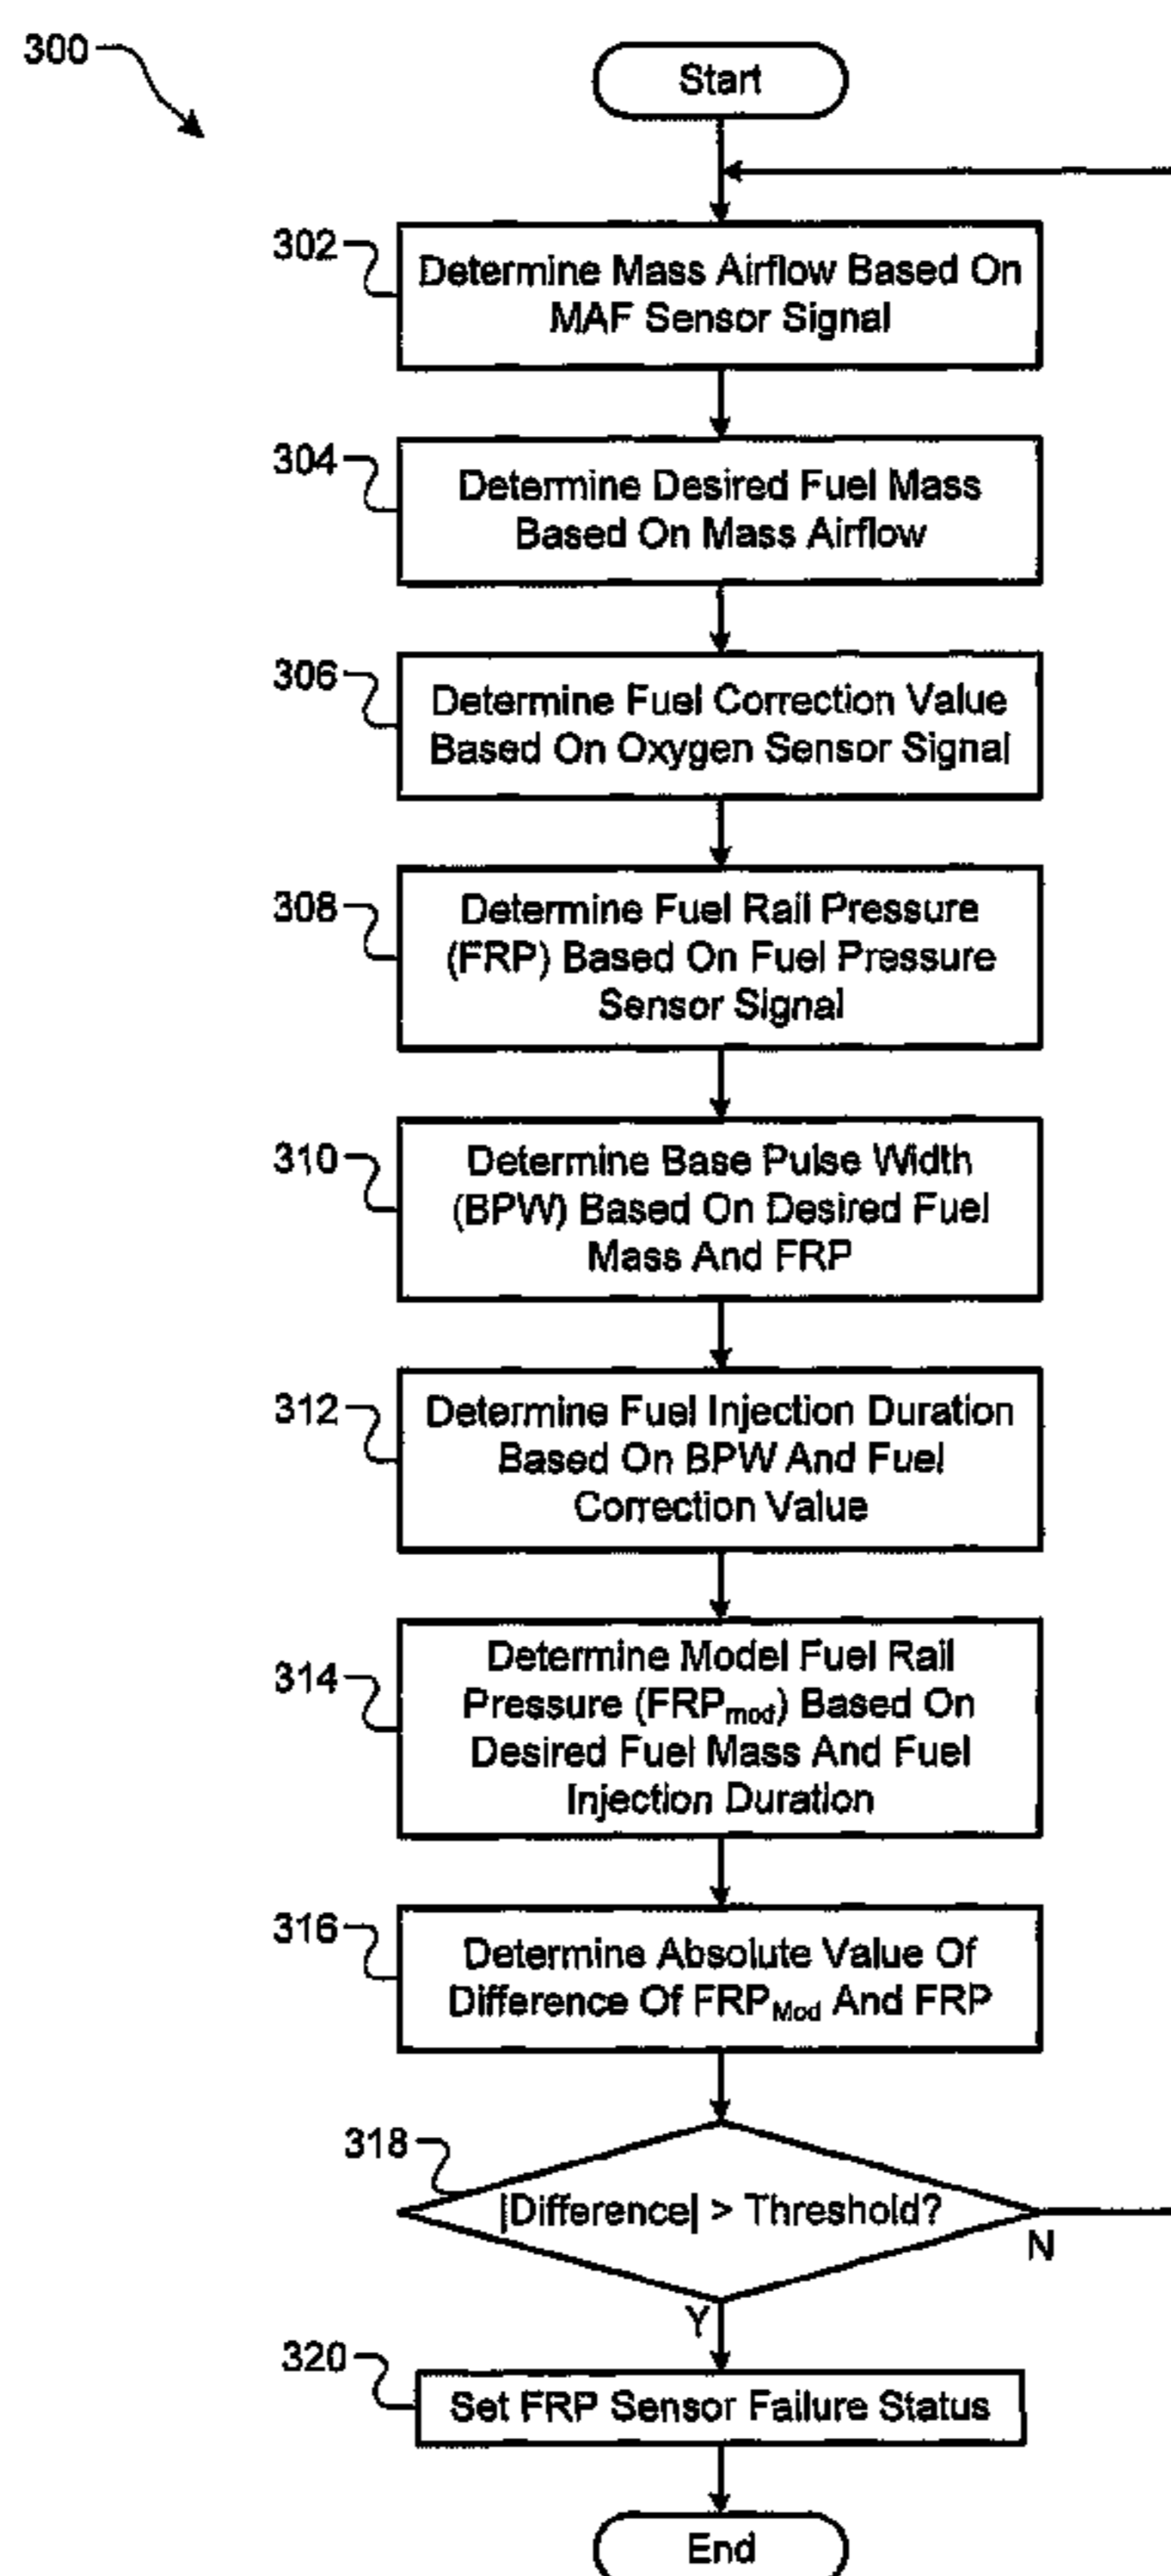 300
Start
302
Determine Mass Airflow Based On
MAF Sensor Signal
304
Determine Desired Fuel Mass
Based On Mass Airflow
306
Determine Fuel Correction Value
Based On Oxygen Sensor Signal
308
Determine Fuel Rail Pressure
(FRP) Based On Fuel Pressure
Sensor Signal
310
Determine Base Pulse Width
(BPW) Based On Desired Fuel
Mass And FRP
312
Determine Fuel Injection Duration
Based On BPW And Fuel
Correction Value
314
Determine Model Fuel Rail
Pressure (FRPmod) Based On
Desired Fuel Mass And Fuel
Injection Duration
316
Determine Absolute Value Of
Difference Of FRPMod And FRP
318
|Difference| > Threshold?
N
Y
320
Set FRP Sensor Failure Status
End